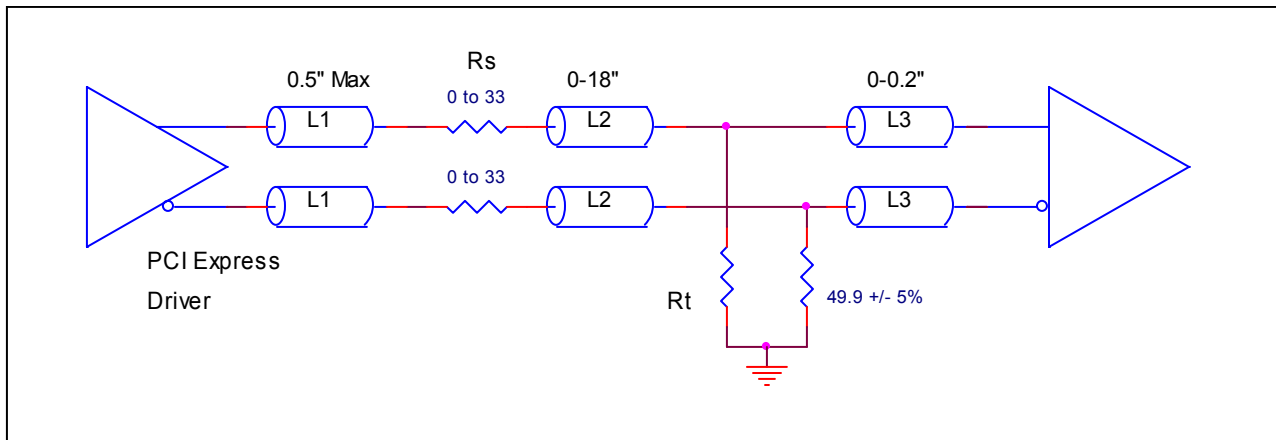 Rs
0.5" Max
0-18"
0-0.2"
0 to 33
L1
L2
L3
0 to 33
L1
L2
L3
PCI Express
Driver
Rt
49.9 +/- 5%